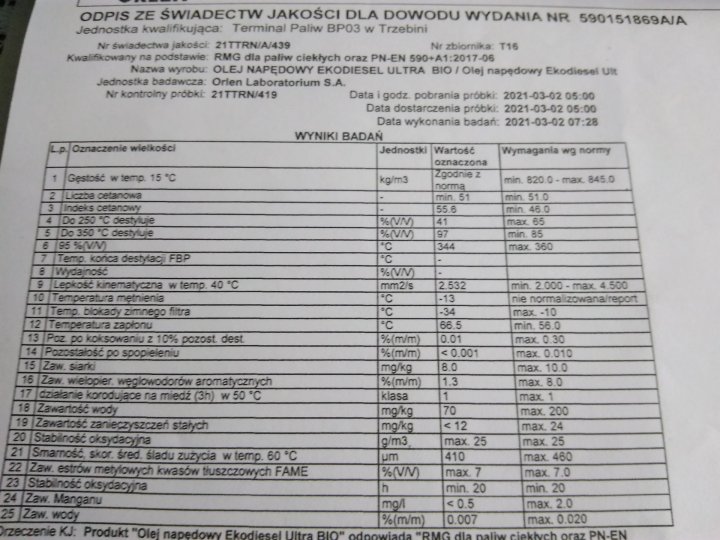 ODPIS ZE ŚWIADECTW JAKOŚCI DLA DOWODU WYDANIA NR 590151869A/A
Jednostka kwalifikująca: Terminal Paliw BP03 w Trzebini
Nr świadectwa jakości: 21TTRN/A/439 Nr zbiornika: T16
Kwalifikowany na podstawie: RMG dla paliw ciekłych oraz PN-EN 590+A1:2017-06
Nazwa wyrobu: OLEJ NAPĘDOWY EKODIESEL ULTRA BIO / Olej napędowy Ekodiesel Ult
Jednostka badawcza: Orlen Laboratorium S.A.
Nr kontrolny próbki: 21TTRN/419 Data i godz. pobrania próbki: 2021-03-02 05:00
Data dostarczenia próbki: 2021-03-02 05:00
Data wykonania badań: 2021-03-02 07:28
WYNIKI BADAŃ
L.p. Oznaczenie wielkości Jednostki Wartość oznaczona Wymagania wg normy
1 Gęstość w temp. 15 °C kg/m3 Zgodnie z normą min. 820.0 - max. 845.0
2 Liczba cetanowa - min. 51 min. 51.0
3 Indeks cetanowy - 55.6 min. 46.0
4 Do 250 °C destyluje %(V/V) 41 max. 65
5 Do 350 °C destyluje %(V/V) 97 min. 85
6 95 %(V/V) °C 344 max. 360
7 Temp. końca destylacji FBP °C -
8 Wydajność %(V/V) -
9 Lepkość kinematyczna w temp. 40 °C mm2/s 2.532 min. 2.000 - max. 4.500
10 Temperatura mętnienia °C -13 nie normalizowana/report
11 Temp. blokady zimnego filtra °C -34 max. -10
12 Temperatura zapłonu °C 66.5 min. 56.0
13 Poz. po koksowaniu z 10% pozost. dest. %(m/m) 0.01 max. 0.30
14 Pozostałość po spopieleniu %(m/m) < 0.001 max. 0.010
15 Zaw. siarki mg/kg 8.0 max. 10.0
16 Zaw. wielopier. węglowodorów aromatycznych %(m/m) 1.3 max. 8.0
17 działanie korodujące na miedź (3h) w 50 °C klasa 1 max. 1
18 Zawartość wody mg/kg 70 max. 200
19 Zawartość zanieczyszczeń stałych mg/kg < 12 max. 24
20 Stabilność oksydacyjna g/m3 max. 25 max. 25
21 Smarność, skor. śred. śladu zużycia w temp. 60 °C µm 410 max. 460
22 Zaw. estrów metylowych kwasów tłuszczowych FAME %(V/V) max. 7 max. 7.0
23 Stabilność oksydacyjna h min. 20 min. 20
24 Zaw. Manganu mg/l < 0.5 max. 2.0
25 Zaw. wody %(m/m) 0.007 max. 0.020
Orzeczenie KJ: Produkt "Olej napędowy Ekodiesel Ultra BIO" odpowiada "RMG dla paliw ciekłych oraz PN-EN